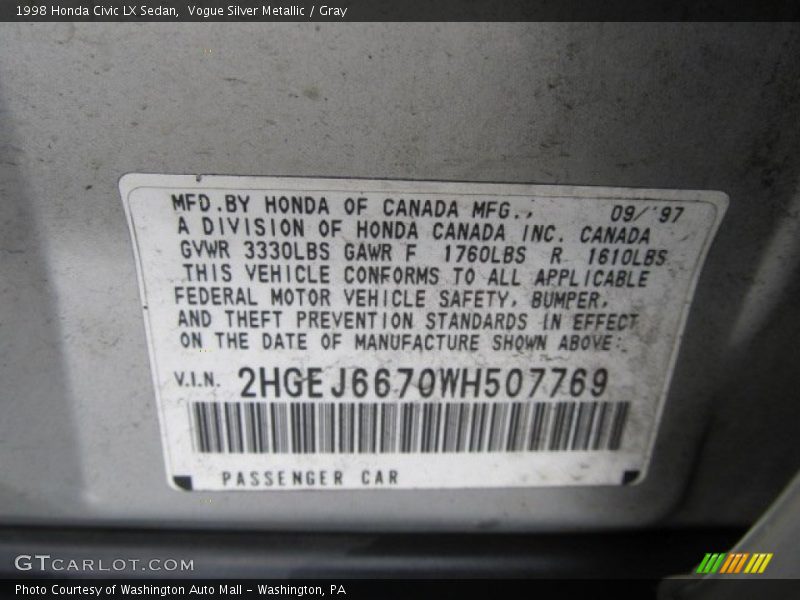 1998 Honda Civic LX Sedan,  Vogue Silver Metallic / Gray
MFD.BY HONDA OF CANADA MFG., 09/'97
A DIVISION OF HONDA CANADA INC. CANADA
GVWR 3330LBS GAWR F 1760LBS R 1610LBS
THIS VEHICLE CONFORMS TO ALL APPLICABLE
FEDERAL MOTOR VEHICLE SAFETY, BUMPER,
AND THEFT PREVENTION STANDARDS IN EFFECT
ON THE DATE OF MANUFACTURE SHOWN ABOVE:
V.I.N. 2HGEJ6670WH507769
PASSENGER CAR
GTCARLOT.COM
Photo Courtesy of Washington Auto Mall - Washington, PA